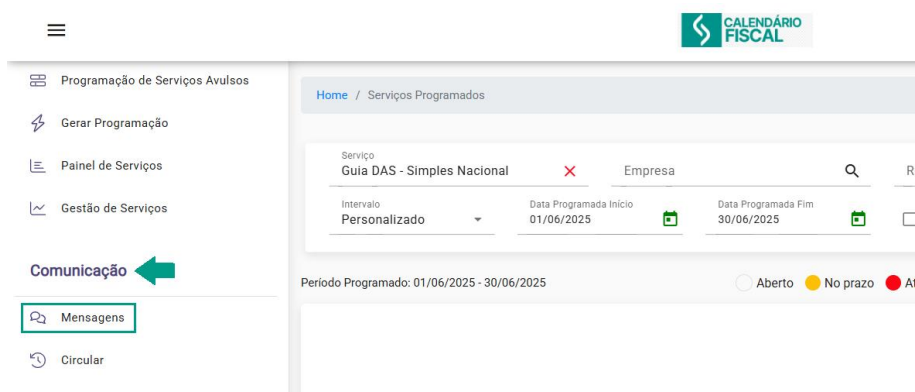 CALENDÁRIO
FISCAL
Programação de Serviços Avulsos
Gerar Programação
Painel de Serviços
Gestão de Serviços
Comunicação
Mensagens
Circular
Home / Serviços Programados
Serviço
Guia DAS - Simples Nacional
Empresa
R
Intervalo
Personalizado
Data Programada Início
01/06/2025
Data Programada Fim
30/06/2025
Período Programado: 01/06/2025 - 30/06/2025
Aberto No prazo At